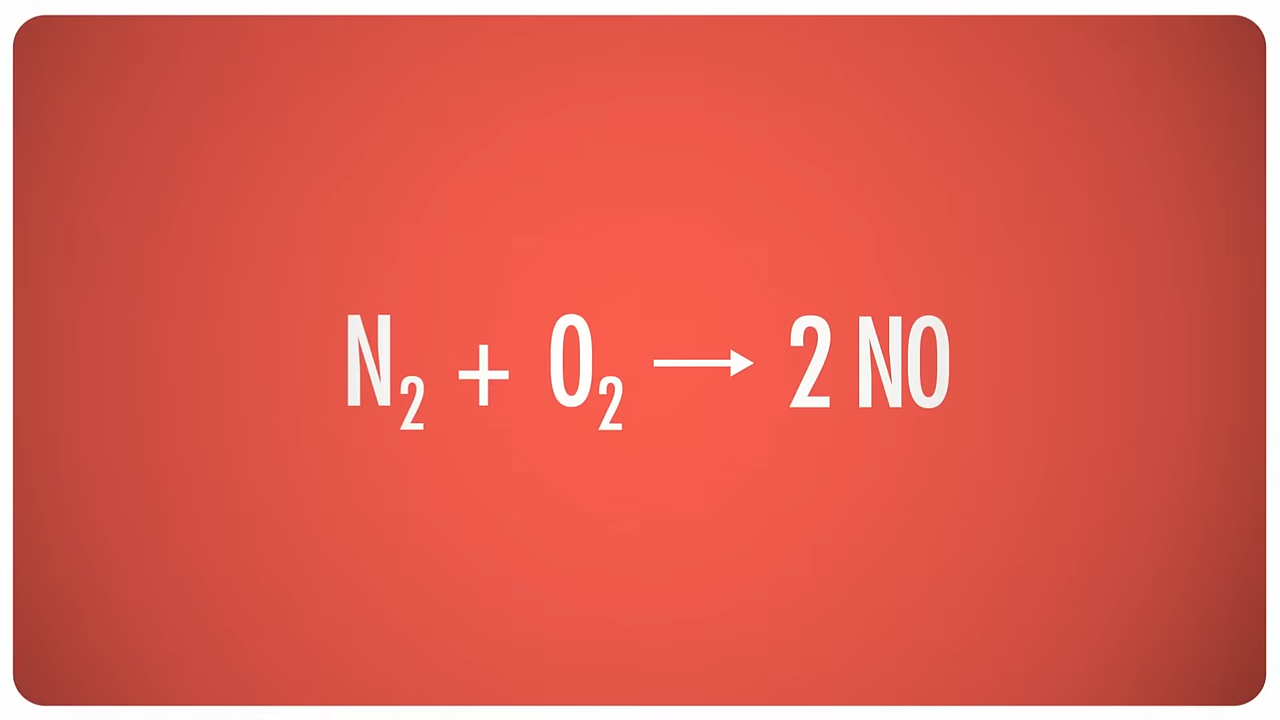 N₂ + O₂ → 2 NO